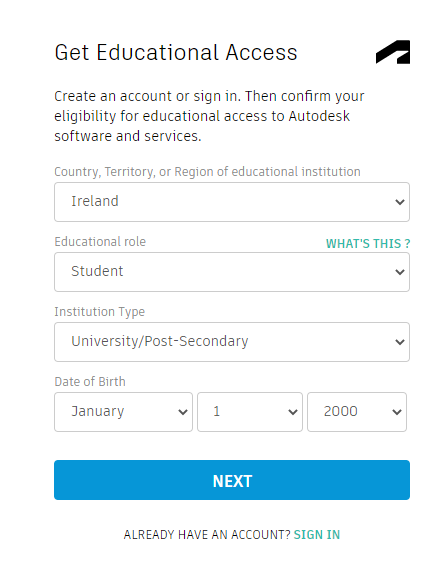 Get Educational Access
Create an account or sign in. Then confirm your
eligibility for educational access to Autodesk
software and services.
Country, Territory, or Region of educational institution
Ireland
Educational role
WHAT'S THIS ?
Student
Institution Type
University/Post-Secondary
Date of Birth
January 1 2000
NEXT
ALREADY HAVE AN ACCOUNT? SIGN IN